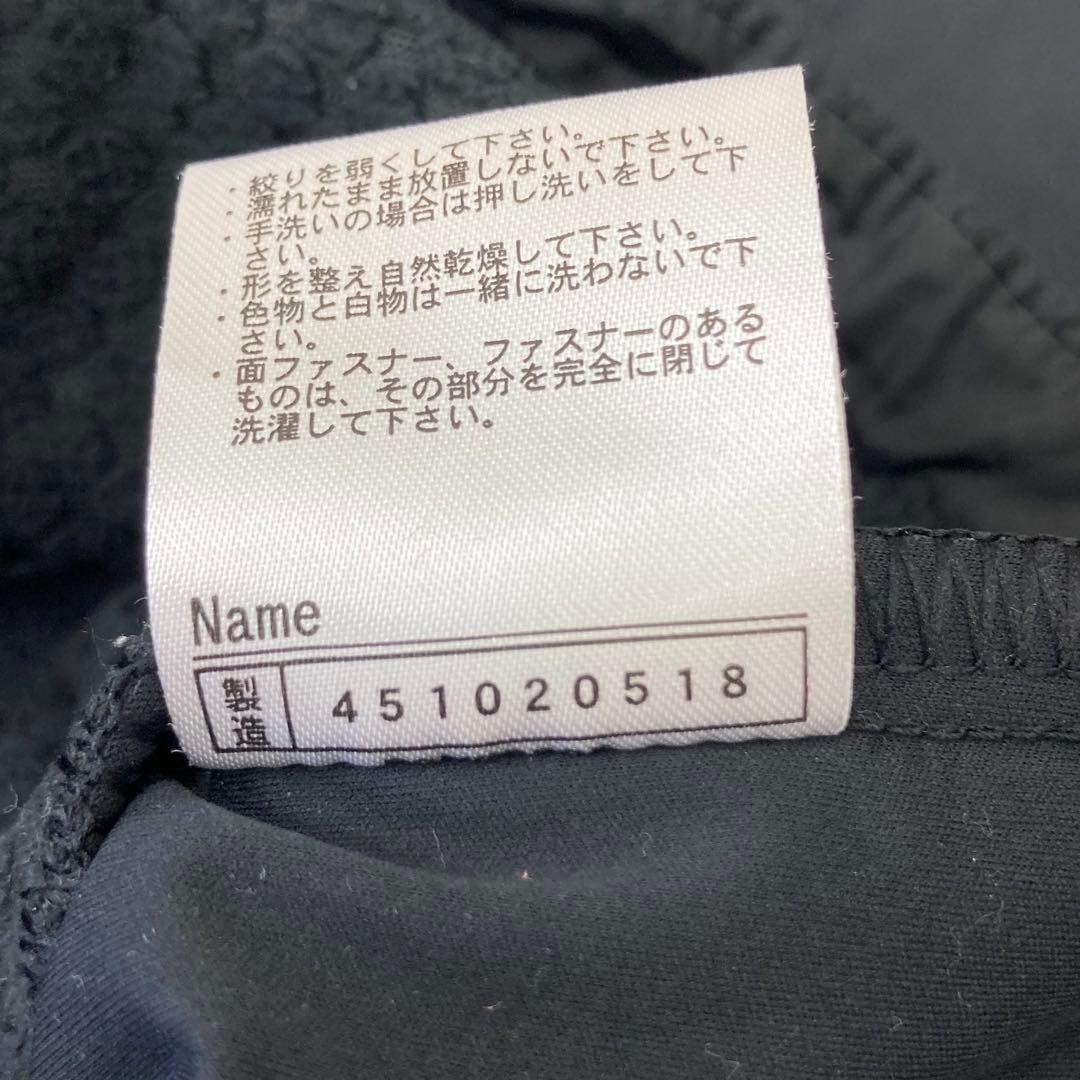 ・絞りを弱くして下さい。
・濡れたまま放置しないで下さい。
・手洗いの場合は押し洗いをして下
さい。
・形を整え自然乾燥して下さい。
・色物と白物は一緒に洗わないで下
さい。
・面ファスナー、ファスナーのある
ものは、その部分を完全に閉じて
洗濯して下さい。
Name
製造 451020518